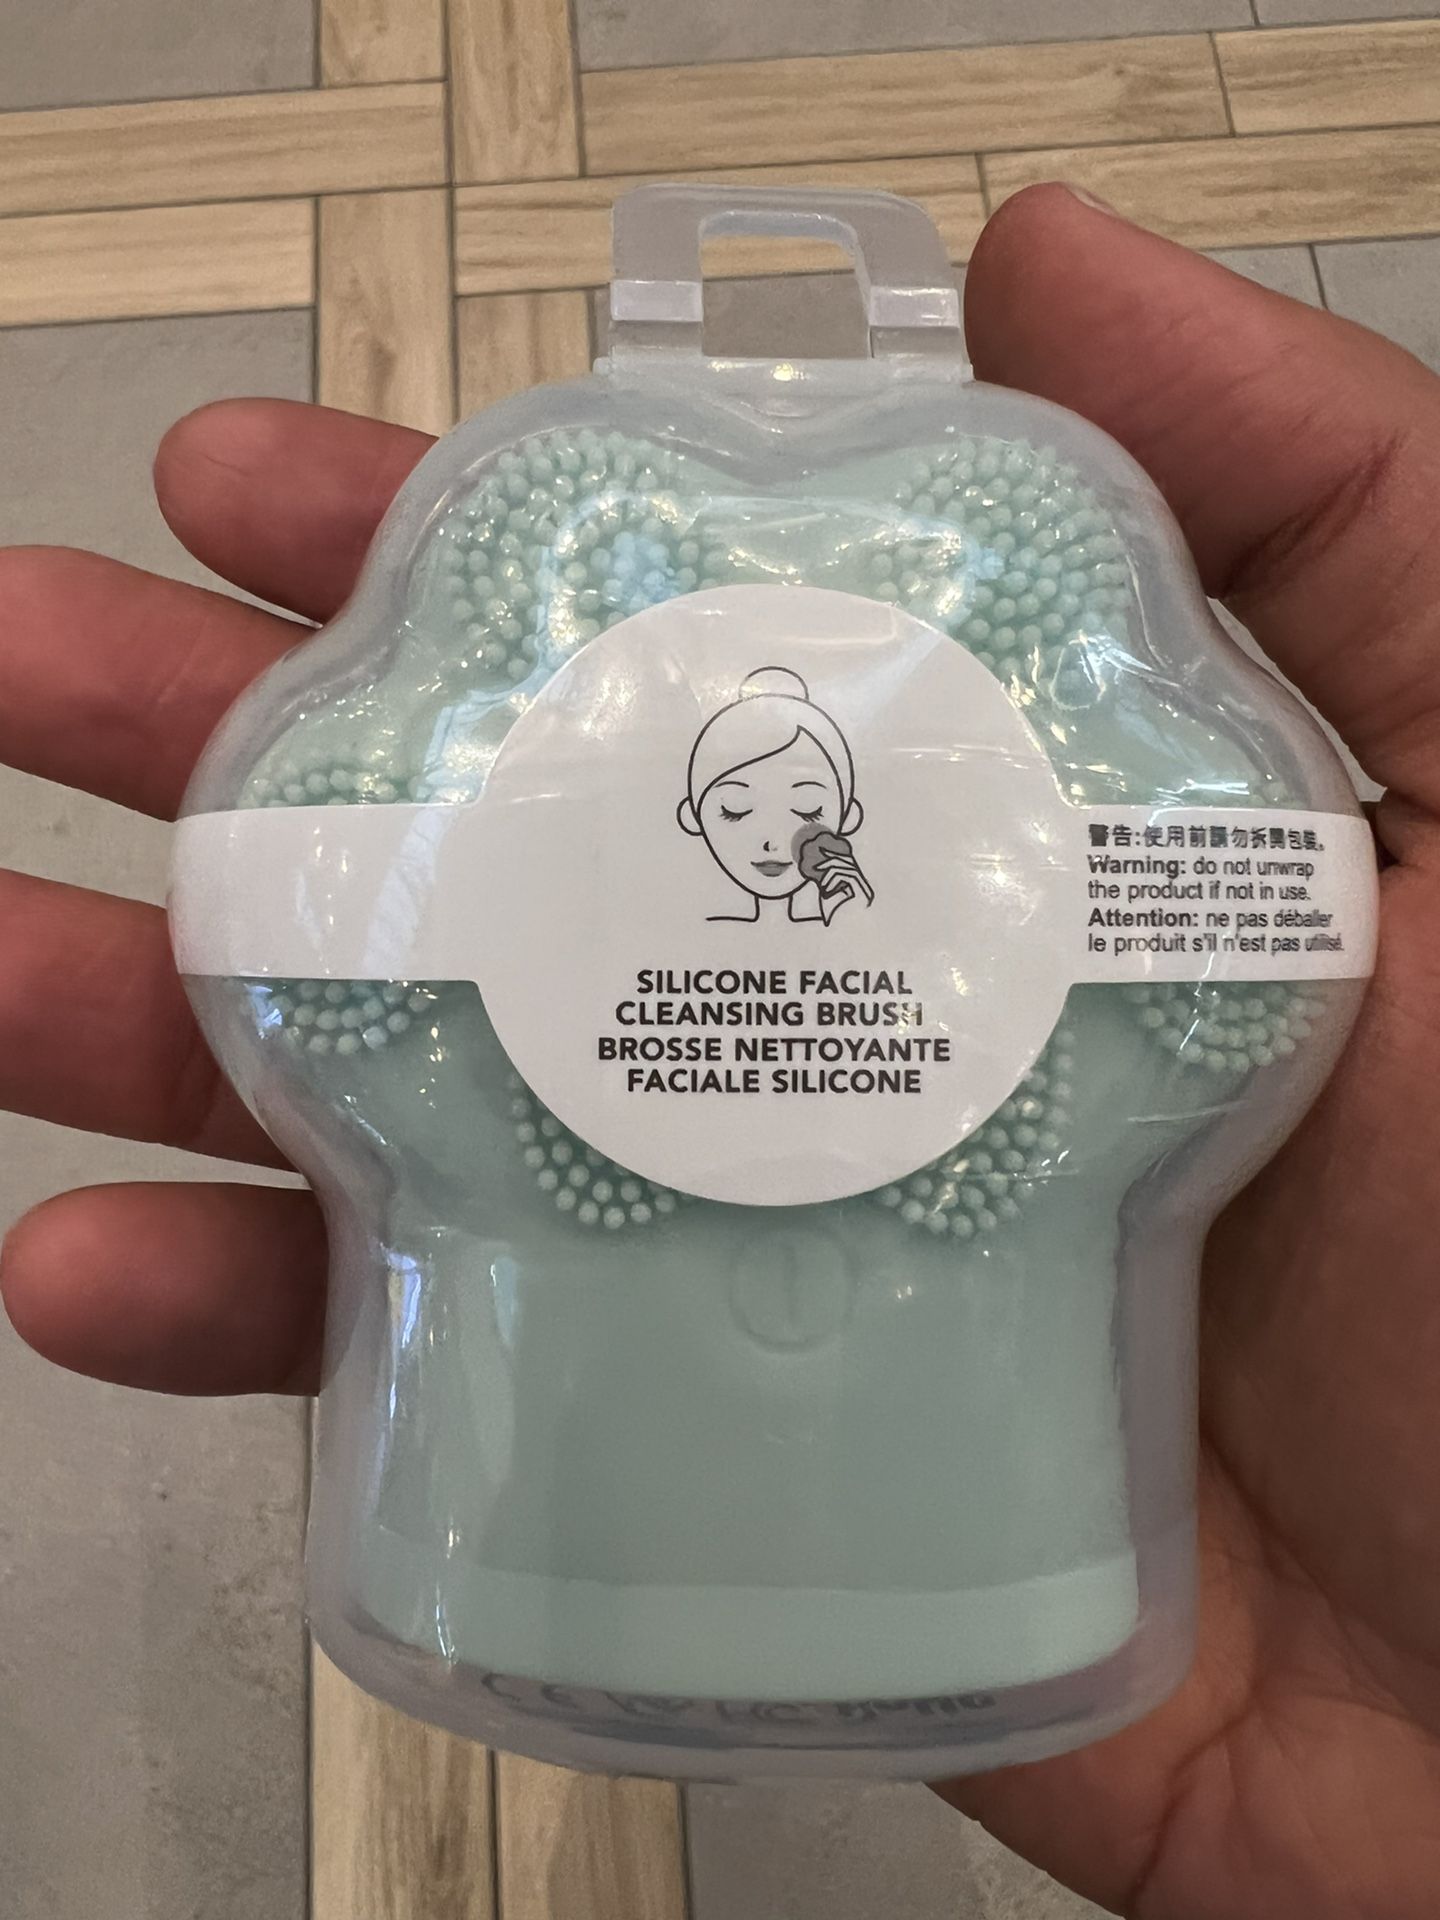 警告:使用前請勿拆開包裝。
Warning: do not unwrap
the product if not in use.
Attention: ne pas déballer
le produit s'il n'est pas utilisé.
SILICONE FACIAL
CLEANSING BRUSH
BROSSE NETTOYANTE
FACIALE SILICONE